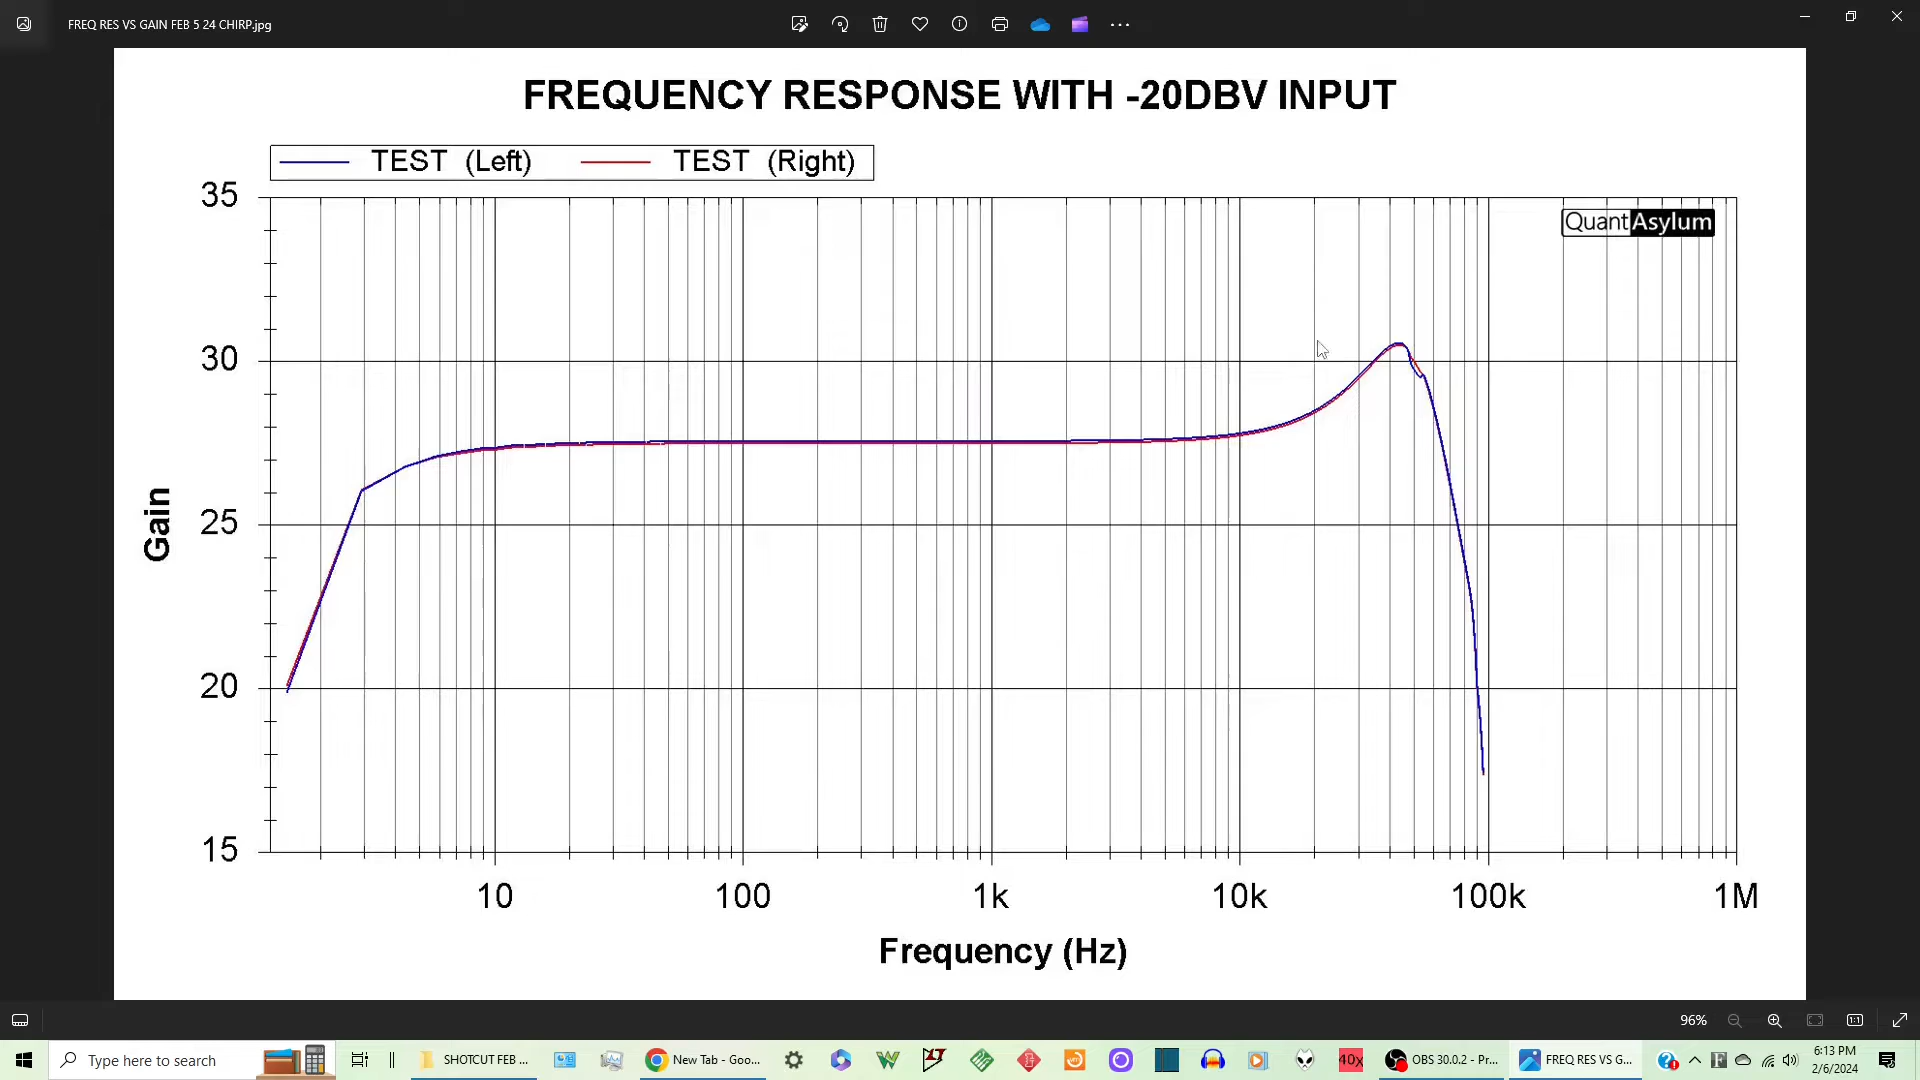 FREQ RES VS GAIN FEB 5 24 CHIRP.jpg
FREQUENCY RESPONSE WITH -20DBV INPUT
TEST (Left) TEST (Right)
35
QuantAsylum
30
25
20
15
Gain
10 100 1k 10k 100k 1M
Frequency (Hz)
96%
Type here to search
SHOTCUT FEB ...
New Tab - Goo...
40x
OBS 30.0.2 - Pr...
FREQ RES VS G...
6:13 PM
2/6/2024